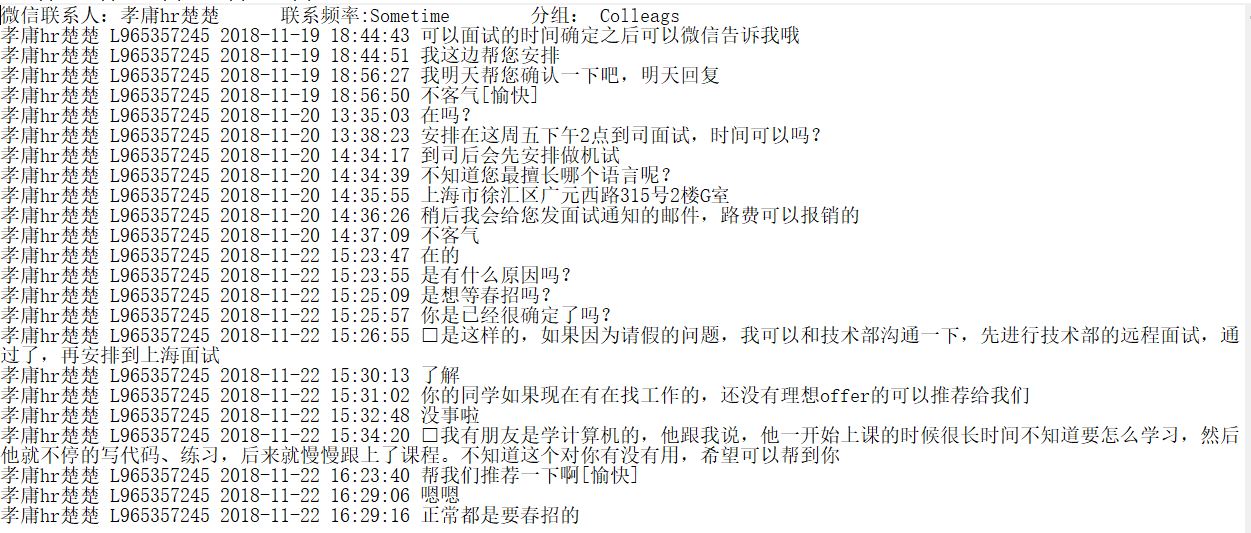 微信联系人：孝庸hr楚楚      联系频率:Sometime        分组： Colleags
孝庸hr楚楚 L965357245 2018-11-19 18:44:43 可以面试的时间确定之后可以微信告诉我哦
孝庸hr楚楚 L965357245 2018-11-19 18:44:51 我这边帮您安排
孝庸hr楚楚 L965357245 2018-11-19 18:56:27 我明天帮您确认一下吧，明天回复
孝庸hr楚楚 L965357245 2018-11-19 18:56:50 不客气[愉快]
孝庸hr楚楚 L965357245 2018-11-20 13:35:03 在吗？
孝庸hr楚楚 L965357245 2018-11-20 13:38:23 安排在这周五下午2点到司面试，时间可以吗？
孝庸hr楚楚 L965357245 2018-11-20 14:34:17 到司后会先安排做机试
孝庸hr楚楚 L965357245 2018-11-20 14:34:39 不知道您最擅长哪个语言呢？
孝庸hr楚楚 L965357245 2018-11-20 14:35:55 上海市徐汇区广元西路315号2楼G室
孝庸hr楚楚 L965357245 2018-11-20 14:36:26 稍后我会给您发面试通知的邮件，路费可以报销的
孝庸hr楚楚 L965357245 2018-11-20 14:37:09 不客气
孝庸hr楚楚 L965357245 2018-11-22 15:23:47 在的
孝庸hr楚楚 L965357245 2018-11-22 15:23:55 是有什么原因吗？
孝庸hr楚楚 L965357245 2018-11-22 15:25:09 是想等春招吗？
孝庸hr楚楚 L965357245 2018-11-22 15:25:57 你是已经很确定了吗？
孝庸hr楚楚 L965357245 2018-11-22 15:26:55 □是这样的，如果因为请假的问题，我可以和技术部沟通一下，先进行技术部的远程面试，通
过了，再安排到上海面试
孝庸hr楚楚 L965357245 2018-11-22 15:30:13 了解
孝庸hr楚楚 L965357245 2018-11-22 15:31:02 你的同学如果现在有在找工作的，还没有理想offer的可以推荐给我们
孝庸hr楚楚 L965357245 2018-11-22 15:32:48 没事啦
孝庸hr楚楚 L965357245 2018-11-22 15:34:20 □我有朋友是学计算机的，他跟我说，他一开始上课的时候很长时间不知道要怎么学习，然后
他就不停的写代码、练习，后来就慢慢跟上了课程。不知道这个对你有没有用，希望可以帮到你
孝庸hr楚楚 L965357245 2018-11-22 16:23:40 帮我们推荐一下啊[愉快]
孝庸hr楚楚 L965357245 2018-11-22 16:29:06 嗯嗯
孝庸hr楚楚 L965357245 2018-11-22 16:29:16 正常都是要春招的